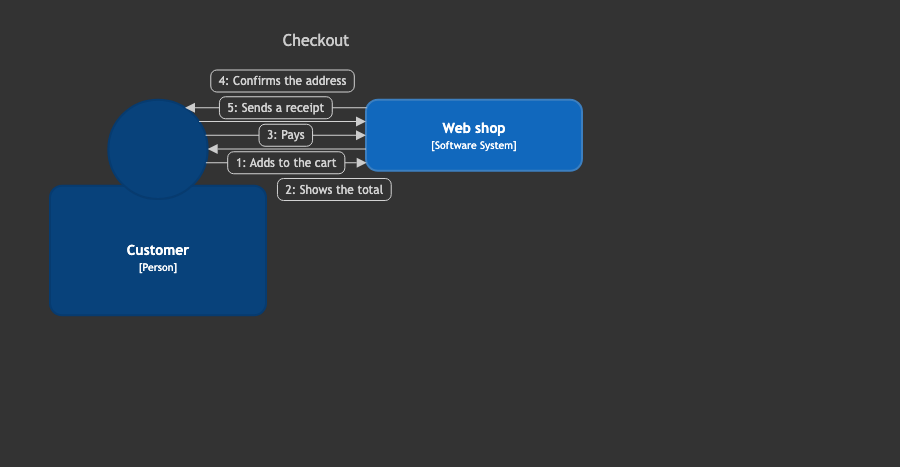 Checkout
4: Confirms the address
5: Sends a receipt
3: Pays
1: Adds to the cart
2: Shows the total
Web shop
[Software System]
Customer
[Person]